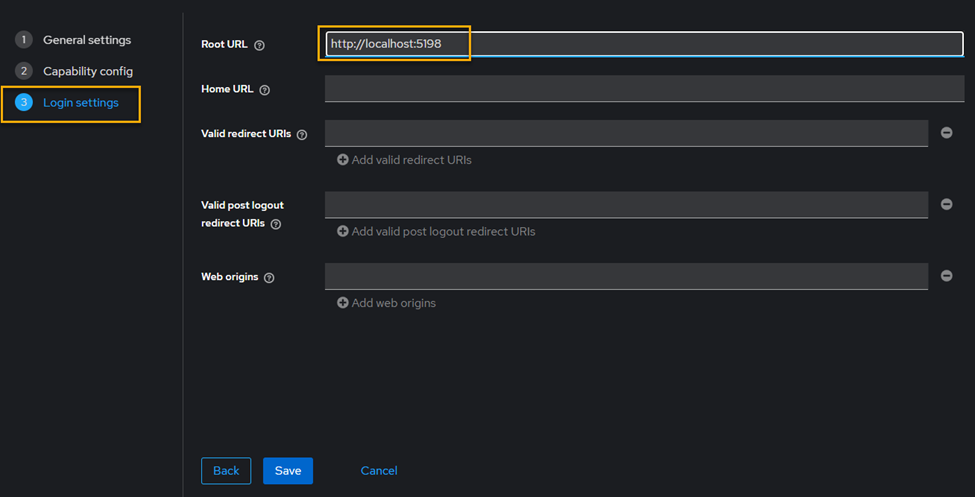 1 General settings
2 Capability config
3 Login settings
Root URL ?
http://localhost:5198
Home URL ?
Valid redirect URIs ?
Add valid redirect URIs
Valid post logout
redirect URIs ?
Add valid post logout redirect URIs
Web origins ?
Add web origins
Back
Save
Cancel